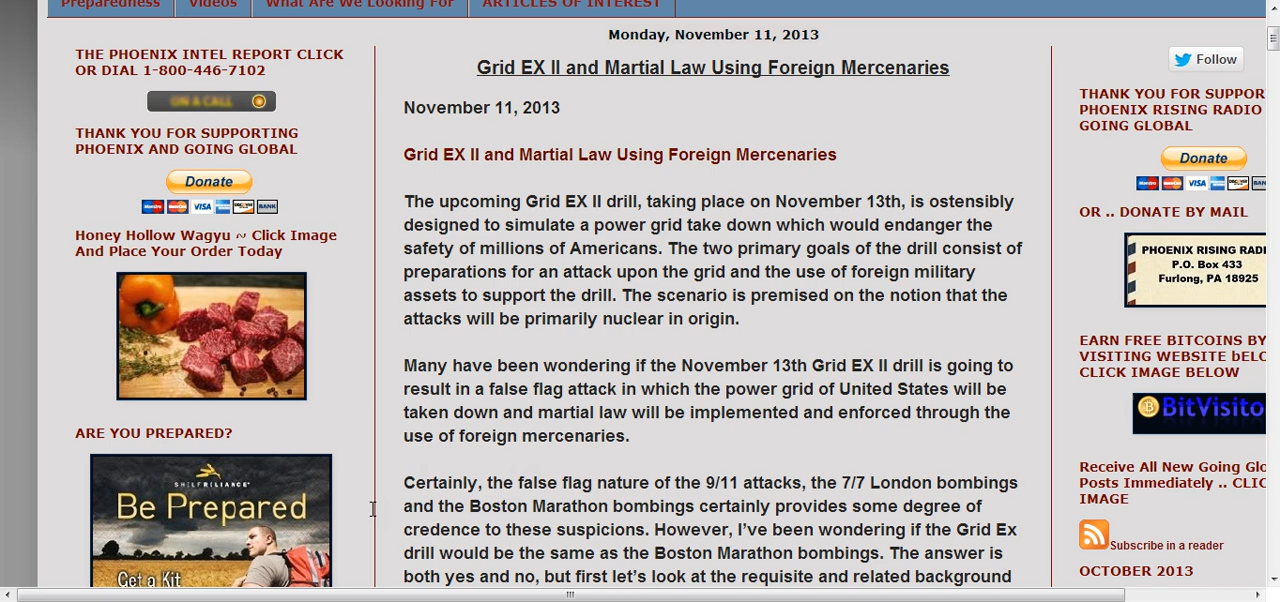 Preparedness
Videos
What Are We Looking For
ARTICLES OF INTEREST
THE PHOENIX INTEL REPORT CLICK
OR DIAL 1-800-446-7102
ON A CALL
THANK YOU FOR SUPPORTING
PHOENIX AND GOING GLOBAL
Donate
VISA
BANK
Honey Hollow Wagyu ~ Click Image
And Place Your Order Today
ARE YOU PREPARED?
SHELF RELIANCE
Be Prepared
Get a Kit
Monday, November 11, 2013
Grid EX II and Martial Law Using Foreign Mercenaries
November 11, 2013
Grid EX II and Martial Law Using Foreign Mercenaries
The upcoming Grid EX II drill, taking place on November 13th, is ostensibly
designed to simulate a power grid take down which would endanger the
safety of millions of Americans. The two primary goals of the drill consist of
preparations for an attack upon the grid and the use of foreign military
assets to support the drill. The scenario is premised on the notion that the
attacks will be primarily nuclear in origin.
Many have been wondering if the November 13th Grid EX II drill is going to
result in a false flag attack in which the power grid of United States will be
taken down and martial law will be implemented and enforced through the
use of foreign mercenaries.
Certainly, the false flag nature of the 9/11 attacks, the 7/7 London bombings
and the Boston Marathon bombings certainly provides some degree of
credence to these suspicions. However, I've been wondering if the Grid Ex
drill would be the same as the Boston Marathon bombings. The answer is
both yes and no, but first let's look at the requisite and related background
Follow
THANK YOU FOR SUPPOR
PHOENIX RISING RADIO
GOING GLOBAL
Donate
VISA
OR .. DONATE BY MAIL
PHOENIX RISING RADI
P.O. Box 433
Furlong, PA 18925
EARN FREE BITCOINS BY
VISITING WEBSITE bELO
CLICK IMAGE BELOW
BitVisito
Receive All New Going Glo
Posts Immediately .. CLIC
IMAGE
Subscribe in a reader
OCTOBER 2013